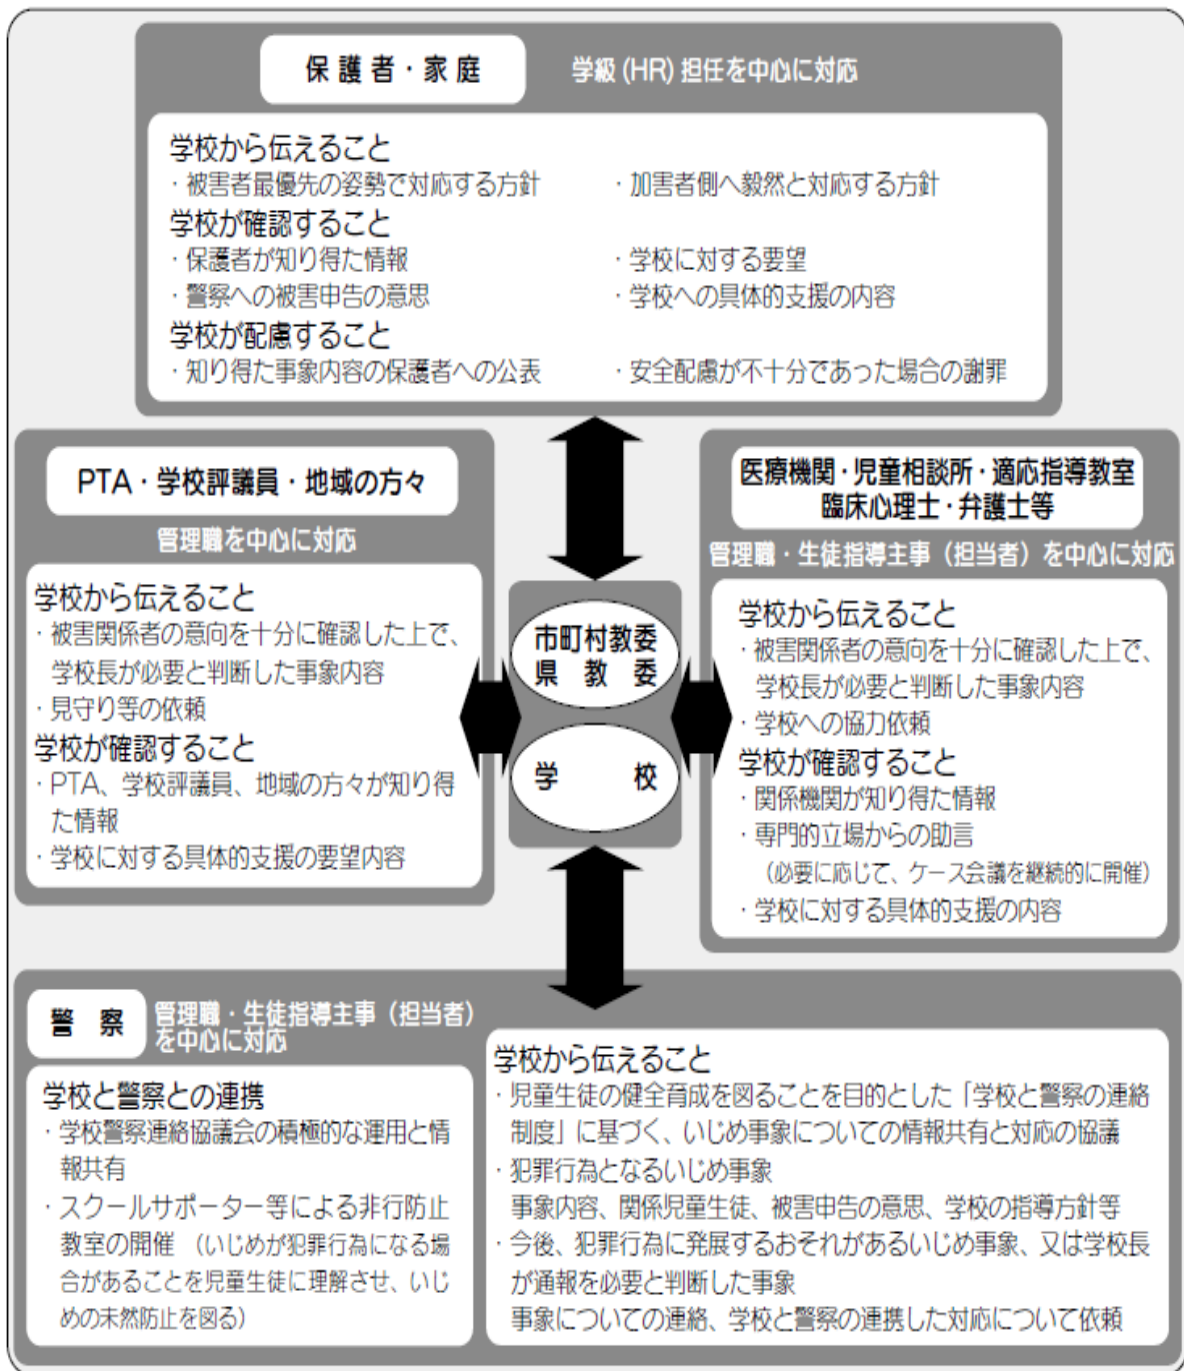 保護者・家庭
学級(HR)担任を中心に対応
学校から伝えること
・被害者最優先の姿勢で対応する方針
・加害者側へ毅然と対応する方針
学校が確認すること
・保護者が知り得た情報
・学校に対する要望
・警察への被害申告の意思
・学校への具体的支援の内容
学校が配慮すること
・知り得た事象内容の保護者への公表
・安全配慮が不十分であった場合の謝罪
PTA・学校評議員・地域の方々
管理職を中心に対応
学校から伝えること
・被害関係者の意向を十分に確認した上で、
学校長が必要と判断した事象内容
・見守り等の依頼
学校が確認すること
・PTA、学校評議員、地域の方々が知り得
た情報
・学校に対する具体的支援の要望内容
市町村教委
県教委
学校
医療機関・児童相談所・適応指導教室
臨床心理士・弁護士等
管理職・生徒指導主事（担当者）を中心に対応
学校から伝えること
・被害関係者の意向を十分に確認した上で、
学校長が必要と判断した事象内容
・学校への協力依頼
学校が確認すること
・関係機関が知り得た情報
・専門的立場からの助言
（必要に応じて、ケース会議を継続的に開催）
・学校に対する具体的支援の内容
警察
管理職・生徒指導主事（担当者）
を中心に対応
学校と警察との連携
・学校警察連絡協議会の積極的な運用と情
報共有
・スクールサポーター等による非行防止
教室の開催（いじめが犯罪行為になる場
合があることを児童生徒に理解させ、いじ
めの未然防止を図る）
学校から伝えること
・児童生徒の健全育成を図ることを目的とした「学校と警察の連絡
制度」に基づく、いじめ事象についての情報共有と対応の協議
・犯罪行為となるいじめ事象
事象内容、関係児童生徒、被害申告の意思、学校の指導方針等
・今後、犯罪行為に発展するおそれがあるいじめ事象、又は学校長
が通報を必要と判断した事象
事象についての連絡、学校と警察の連携した対応について依頼